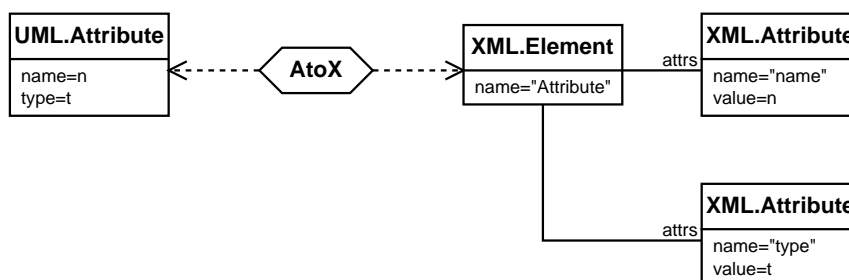 UML.Attribute
name=n
type=t
AtoX
XML.Element
name="Attribute"
attrs
XML.Attribute
name="name"
value=n
attrs
XML.Attribute
name="type"
value=t